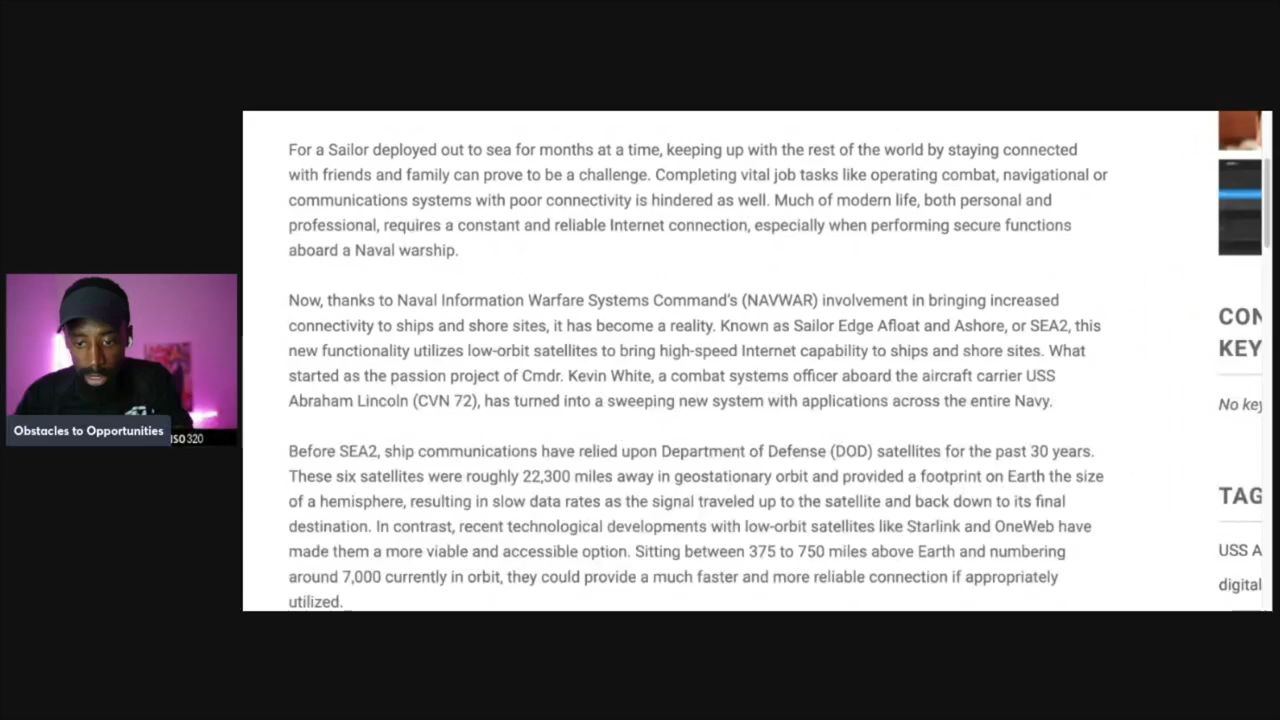 For a Sailor deployed out to sea for months at a time, keeping up with the rest of the world by staying connected
with friends and family can prove to be a challenge. Completing vital job tasks like operating combat, navigational or
communications systems with poor connectivity is hindered as well. Much of modern life, both personal and
professional, requires a constant and reliable Internet connection, especially when performing secure functions
aboard a Naval warship.
Now, thanks to Naval Information Warfare Systems Command's (NAVWAR) involvement in bringing increased
connectivity to ships and shore sites, it has become a reality. Known as Sailor Edge Afloat and Ashore, or SEA2, this
new functionality utilizes low-orbit satellites to bring high-speed Internet capability to ships and shore sites. What
started as the passion project of Cmdr. Kevin White, a combat systems officer aboard the aircraft carrier USS
Abraham Lincoln (CVN 72), has turned into a sweeping new system with applications across the entire Navy.
Before SEA2, ship communications have relied upon Department of Defense (DOD) satellites for the past 30 years.
These six satellites were roughly 22,300 miles away in geostationary orbit and provided a footprint on Earth the size
of a hemisphere, resulting in slow data rates as the signal traveled up to the satellite and back down to its final
destination. In contrast, recent technological developments with low-orbit satellites like Starlink and OneWeb have
made them a more viable and accessible option. Sitting between 375 to 750 miles above Earth and numbering
around 7,000 currently in orbit, they could provide a much faster and more reliable connection if appropriately
utilized.
CON
KEY
No key
TAG
USS A
digital
Obstacles to Opportunities
ISO 320